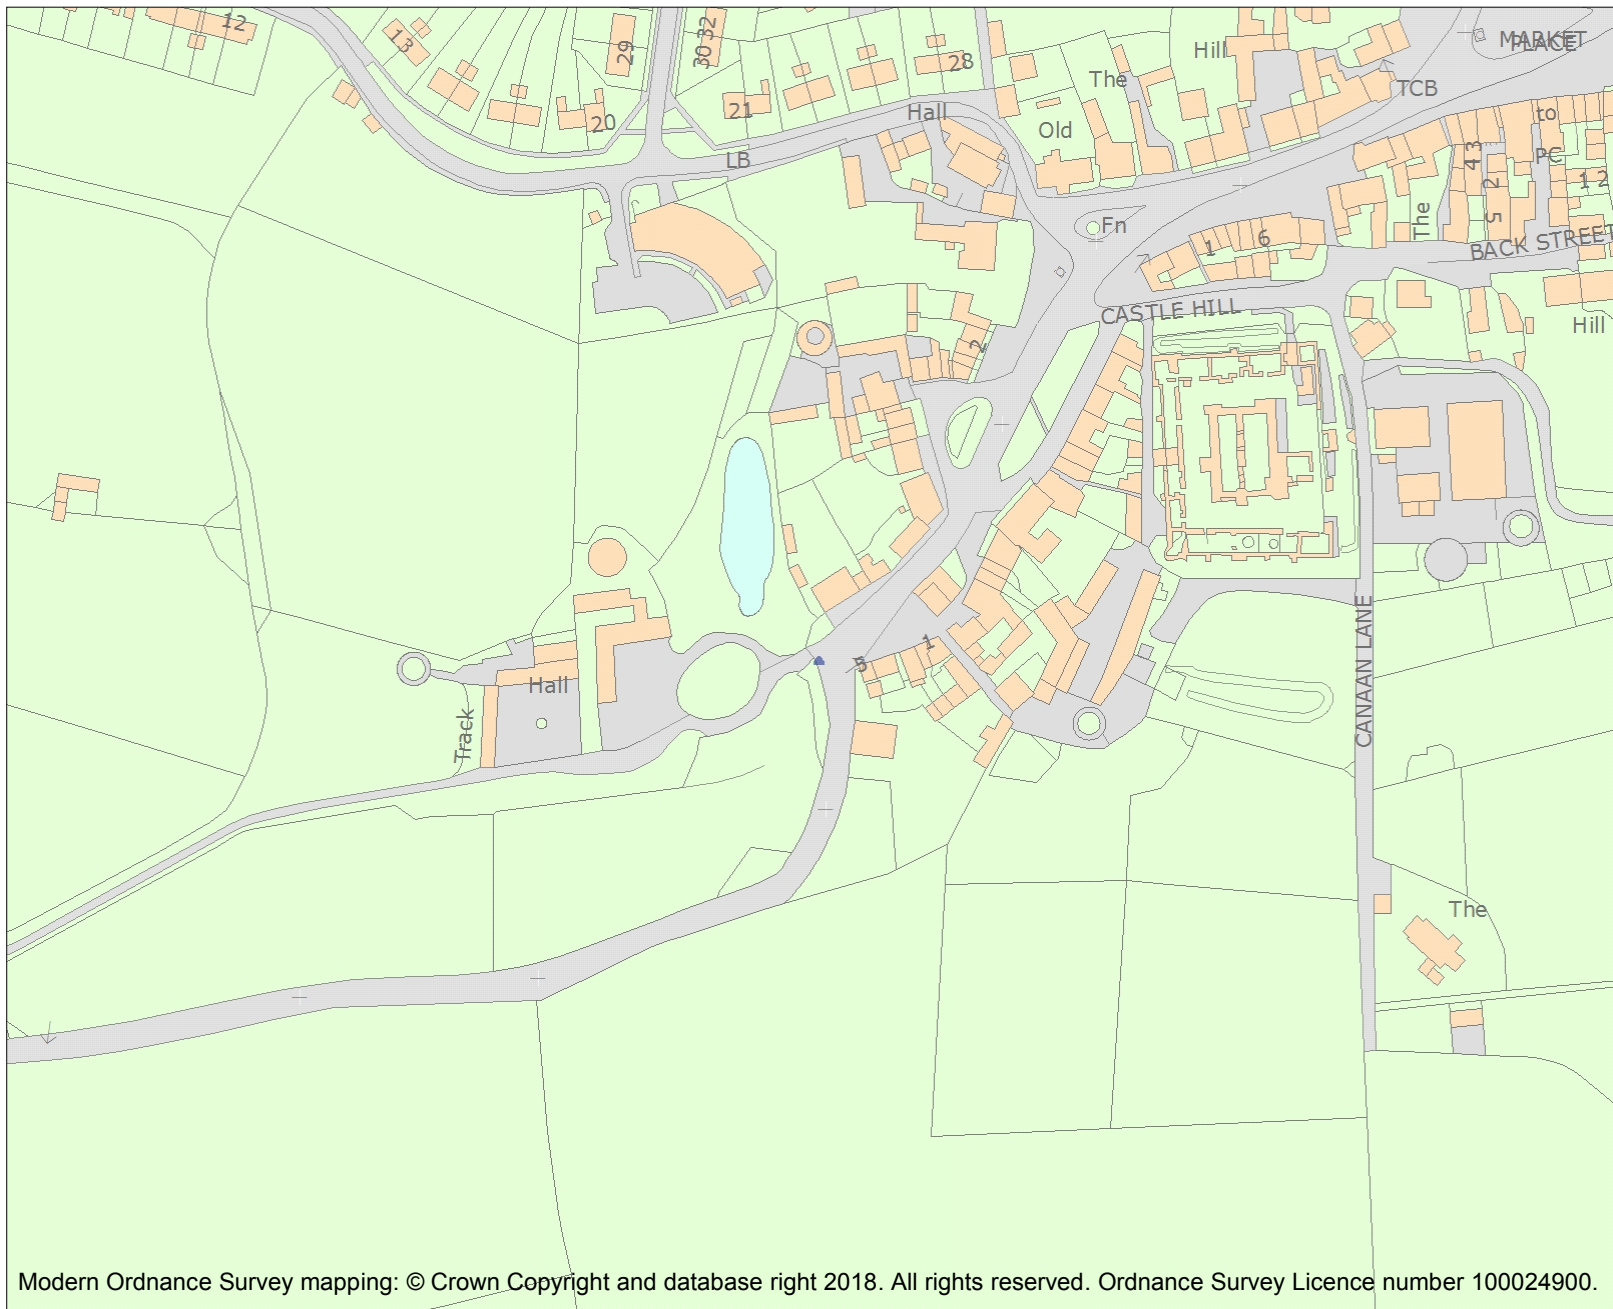 12
13
29
30 32
28
20
21
Hall
LB
Old
The
Hill
MARKET
PLACE
TCB
to
PC
4 3
2
5
1 2
The
Fn
1
6
BACK STREET
CASTLE HILL
2
Hill
CANAAN LANE
1
5
Hall
Track
The
Modern Ordnance Survey mapping: © Crown Copyright and database right 2018. All rights reserved. Ordnance Survey Licence number 100024900.